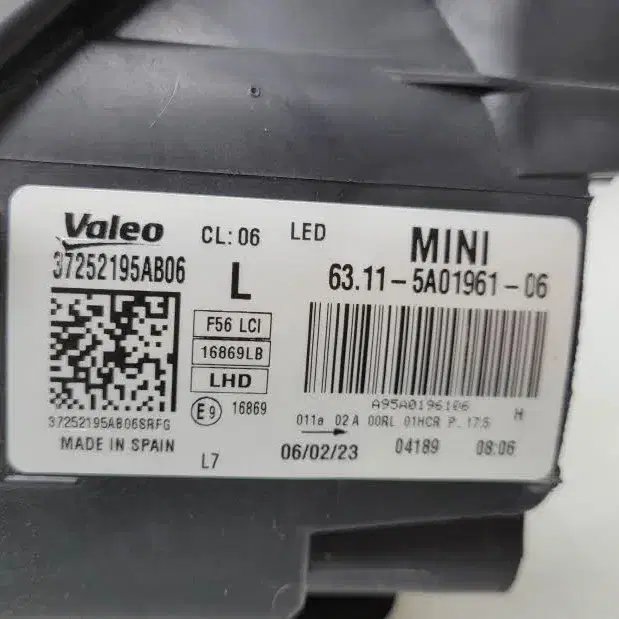 Valeo
CL: 06
LED
MINI
37252195AB06
L
63.11-5A01961-06
F56 LCI
16869LB
LHD
A95A0196106
H
E9
16869
011a 02A 00RL 01HCR P. 17.5
37252195AB06SRFG
MADE IN SPAIN
L7
06/02/23
04189
08:06